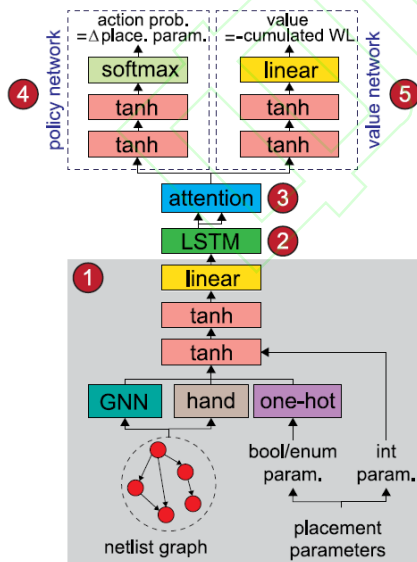 action prob.
=Δplace. param.
value
=-cumulated WL
softmax
linear
4
policy network
tanh
tanh
5
value network
tanh
tanh
attention
3
LSTM
2
1
linear
tanh
tanh
GNN
hand
one-hot
bool/enum
param.
int
param.
netlist graph
placement
parameters